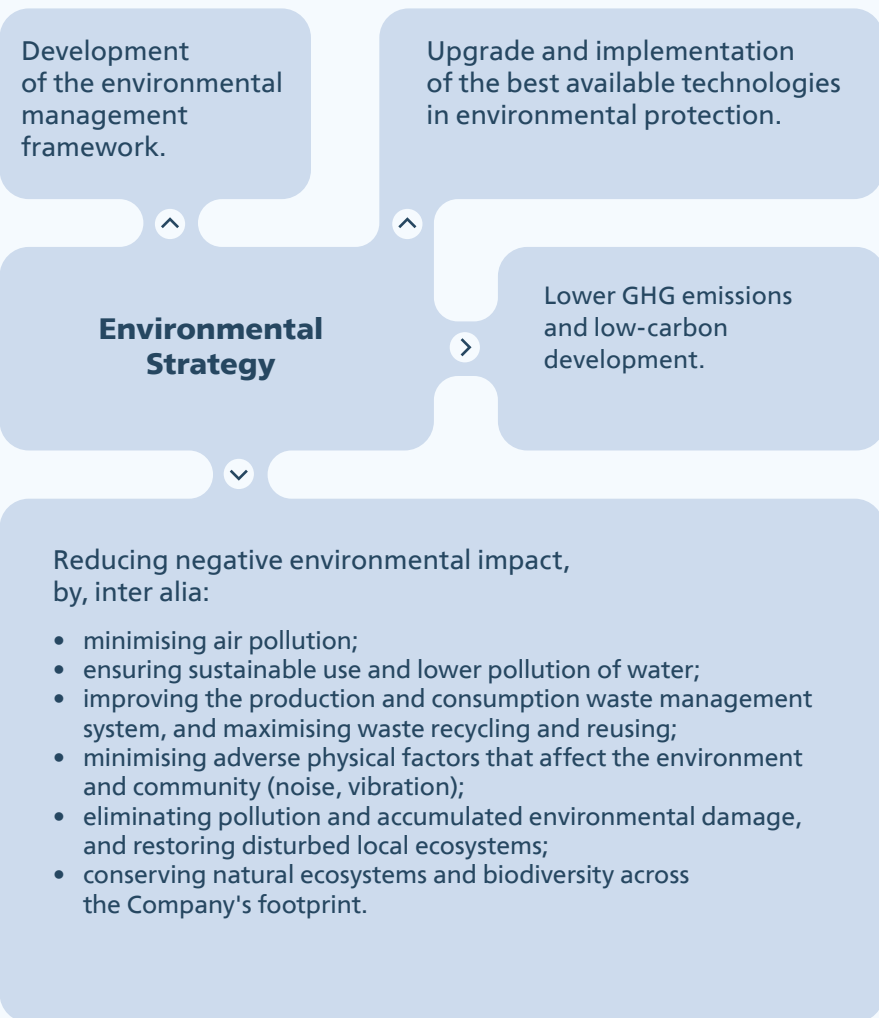 Development
of the environmental
management
framework.
Upgrade and implementation
of the best available technologies
in environmental protection.
Environmental
Strategy
Lower GHG emissions
and low-carbon
development.
Reducing negative environmental impact,
by, inter alia:
• minimising air pollution;
• ensuring sustainable use and lower pollution of water;
• improving the production and consumption waste management
system, and maximising waste recycling and reusing;
• minimising adverse physical factors that affect the environment
and community (noise, vibration);
• eliminating pollution and accumulated environmental damage,
and restoring disturbed local ecosystems;
• conserving natural ecosystems and biodiversity across
the Company's footprint.